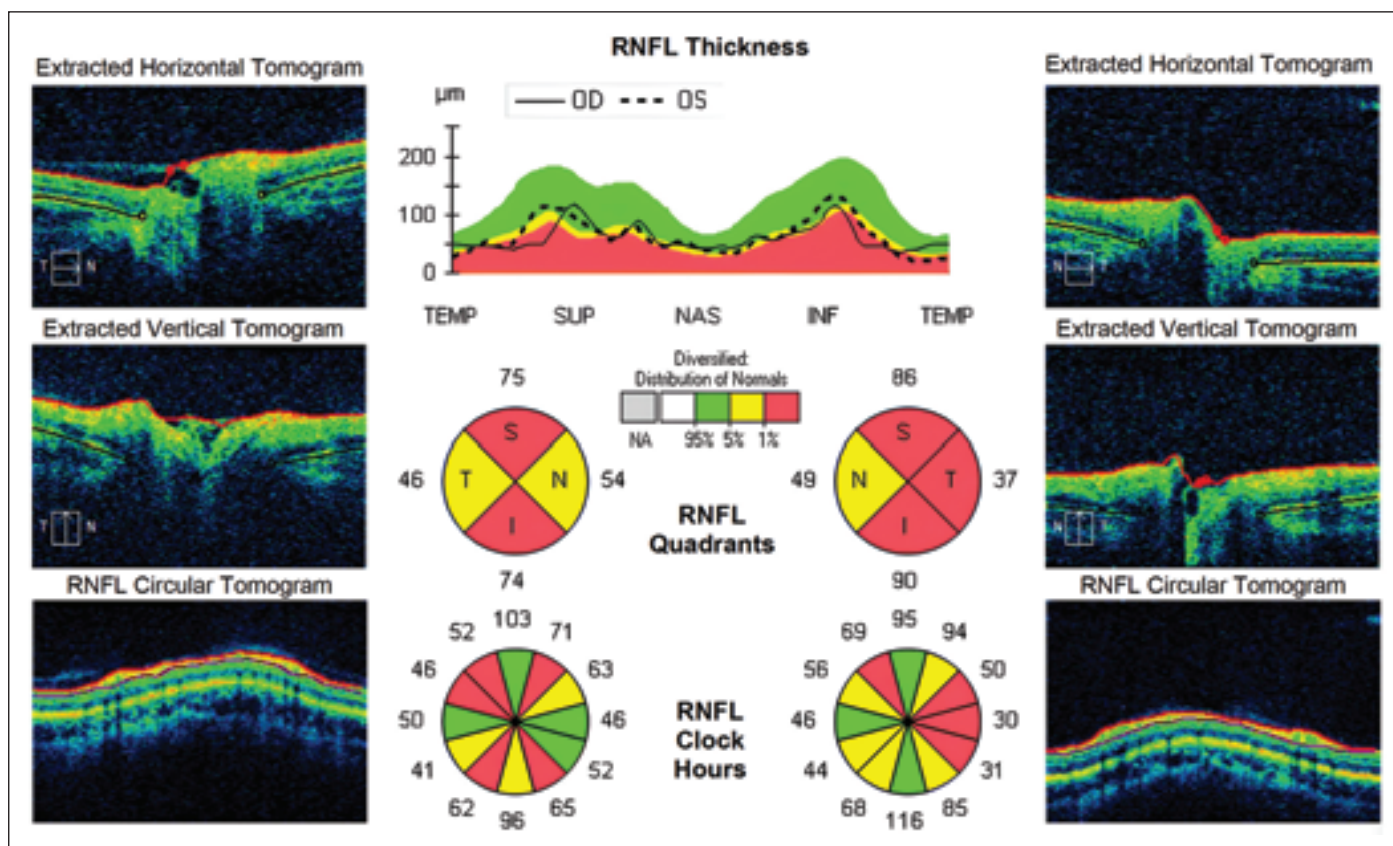 RNFL Thickness
Extracted Horizontal Tomogram
Extracted Horizontal Tomogram
µm
OD OS
200
100
0
TEMP SUP NAS INF TEMP
T N
N T
Extracted Vertical Tomogram
Extracted Vertical Tomogram
Diversified:
Distribution of Normals
NA 95% 5% 1%
75
S
46 T N 54
I
74
86
S
49 N T 37
I
90
RNFL
Quadrants
T N
N T
RNFL Circular Tomogram
RNFL Circular Tomogram
103
52 71
46 63
50 46
41 52
62 65
96
RNFL
Clock
Hours
95
69 94
56 50
46 30
44 31
68 85
116